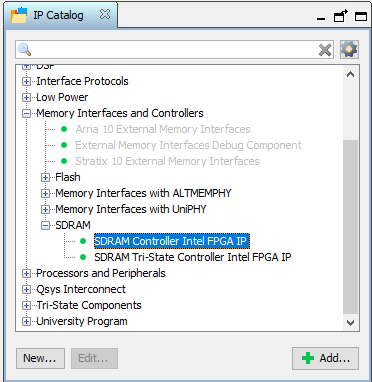 IP Catalog
DSP
Interface Protocols
Low Power
Memory Interfaces and Controllers
Arria 10 External Memory Interfaces
External Memory Interfaces Debug Component
Stratix 10 External Memory Interfaces
Flash
Memory Interfaces with ALTMEMPHY
Memory Interfaces with UniPHY
SDRAM
SDRAM Controller Intel FPGA IP
SDRAM Tri-State Controller Intel FPGA IP
Processors and Peripherals
Qsys Interconnect
Tri-State Components
University Program
New... Edit... Add...